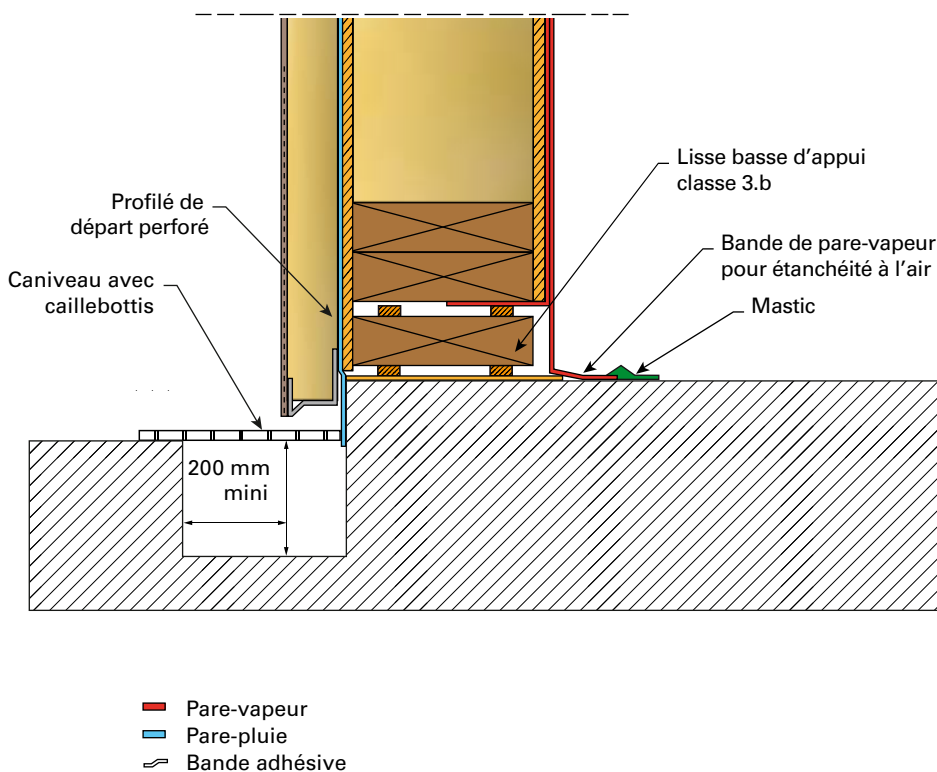 Lisse basse d'appui
classe 3.b
Profilé de
départ perforé
Bande de pare-vapeur
pour étanchéité à l'air
Caniveau avec
caillebottis
Mastic
200 mm
mini
Pare-vapeur
Pare-pluie
Bande adhésive